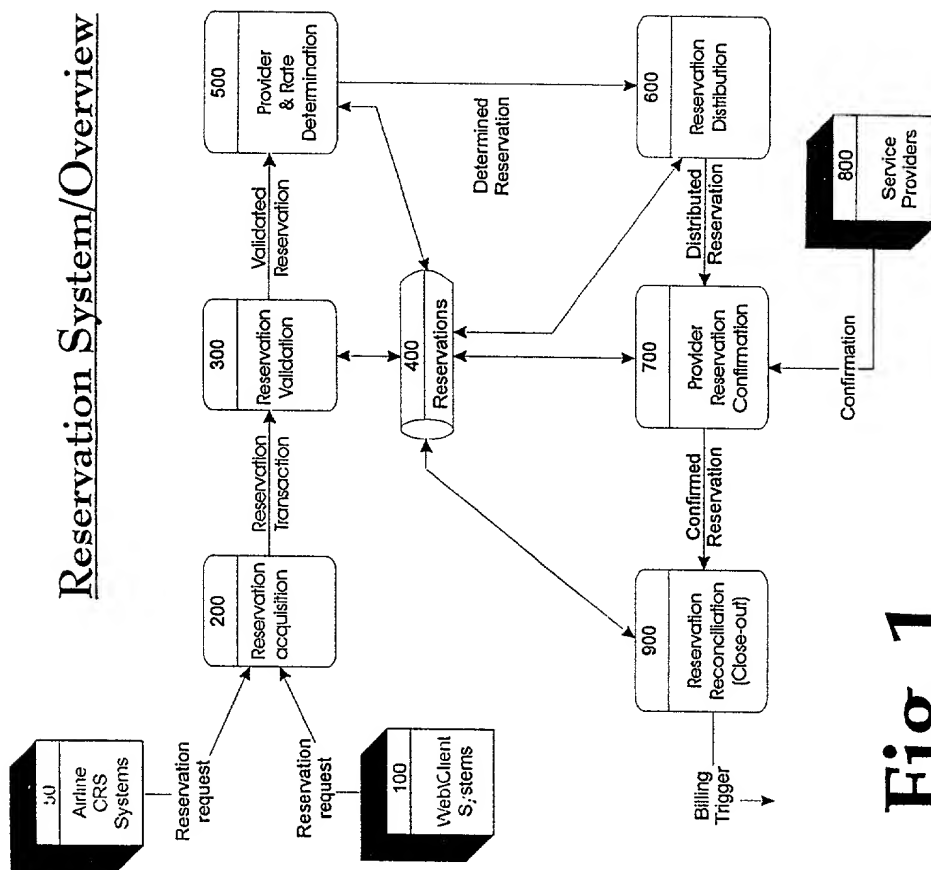 Reservation System/Overview
50
Airline
CRS
Systems
Reservation
request
100
WebClient
Systems
Reservation
request
200
Reservation
acquisition
Reservation
Transaction
300
Reservation
Validation
Validated
Reservation
500
Provider
& Rate
Determination
400
Reservations
Determined
Reservation
600
Reservation
Distribution
Distributed
Reservation
700
Provider
Reservation
Confirmation
Confirmation
800
Service
Providers
Confirmed
Reservation
900
Reservation
Reconciliation
(Close-out)
Billing
Trigger
Fig. 1